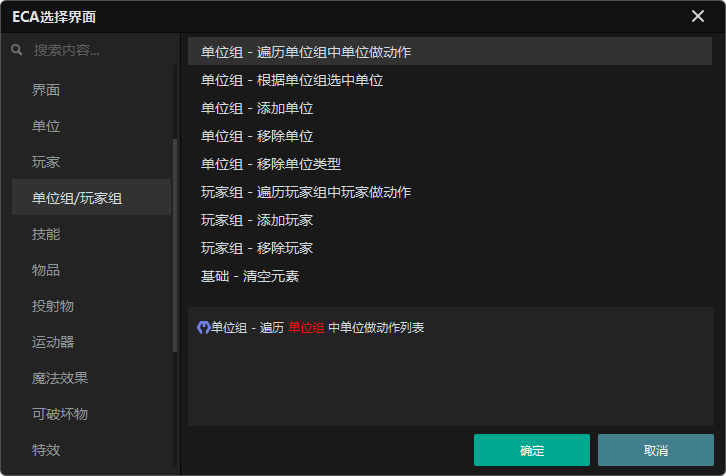 ECA选择界面
搜索内容...
界面
单位
玩家
单位组/玩家组
技能
物品
投射物
运动器
魔法效果
可破坏物
特效
单位组 - 遍历单位组中单位做动作
单位组 - 根据单位组选中单位
单位组 - 添加单位
单位组 - 移除单位
单位组 - 移除单位类型
玩家组 - 遍历玩家组中玩家做动作
玩家组 - 添加玩家
玩家组 - 移除玩家
基础 - 清空元素
单位组 - 遍历 单位组 中单位做动作列表
确定
取消